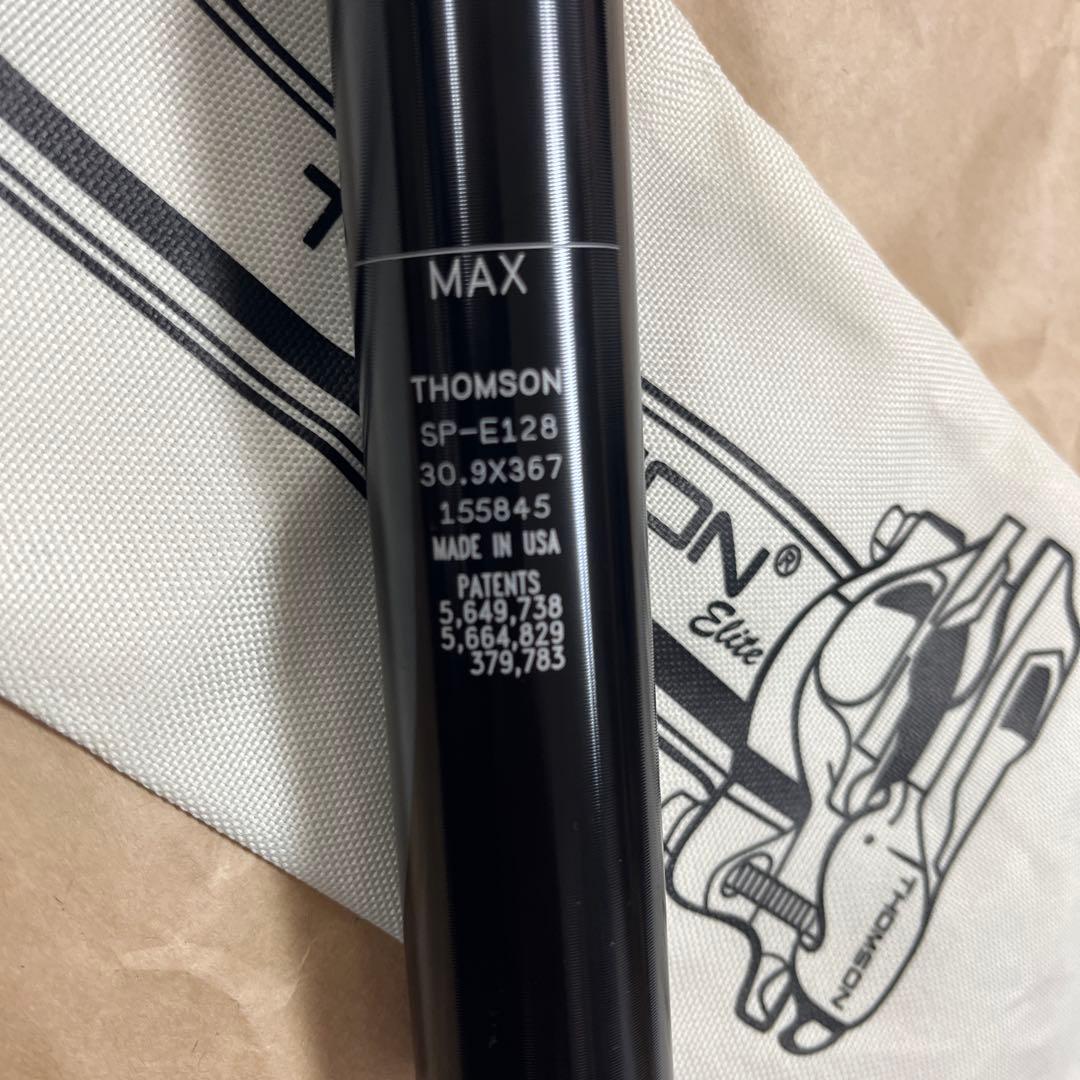 MAX
THOMSON
SP-E128
30.9X367
155845
MADE IN USA
PATENTS
5,649,738
5,664,829
379,783
ON®
Elite
THOMSON